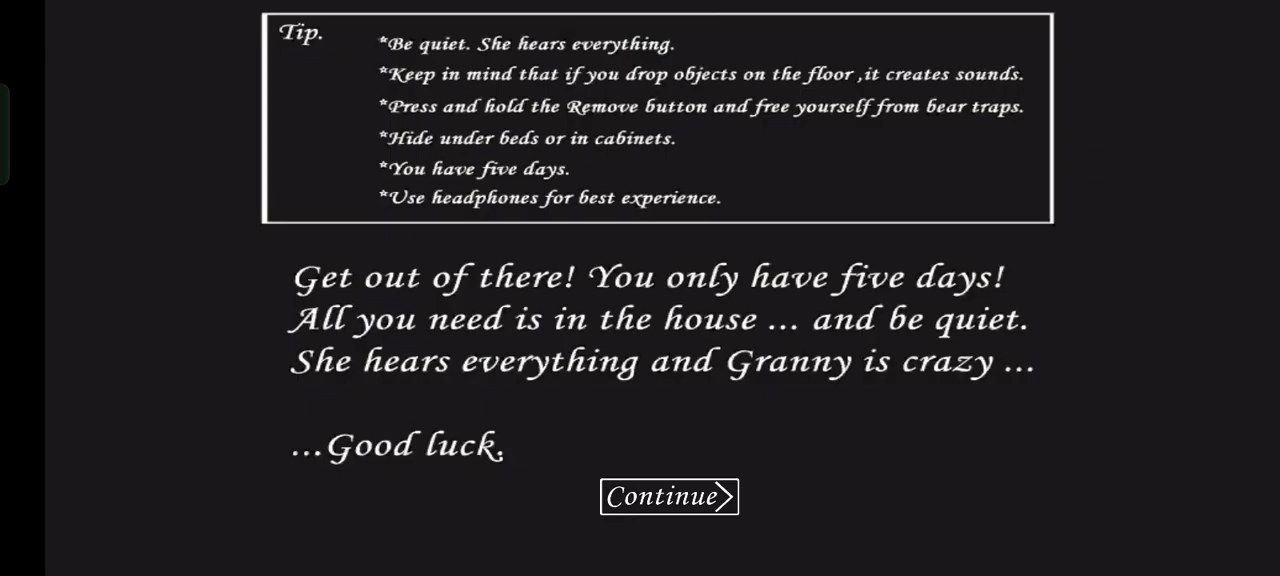 Tip.
*Be quiet. She hears everything.
*Keep in mind that if you drop objects on the floor ,it creates sounds.
*Press and hold the Remove button and free yourself from bear traps.
*Hide under beds or in cabinets.
*You have five days.
*Use headphones for best experience.
Get out of there! You only have five days!
All you need is in the house ... and be quiet.
She hears everything and Granny is crazy ...
...Good luck.
Continue